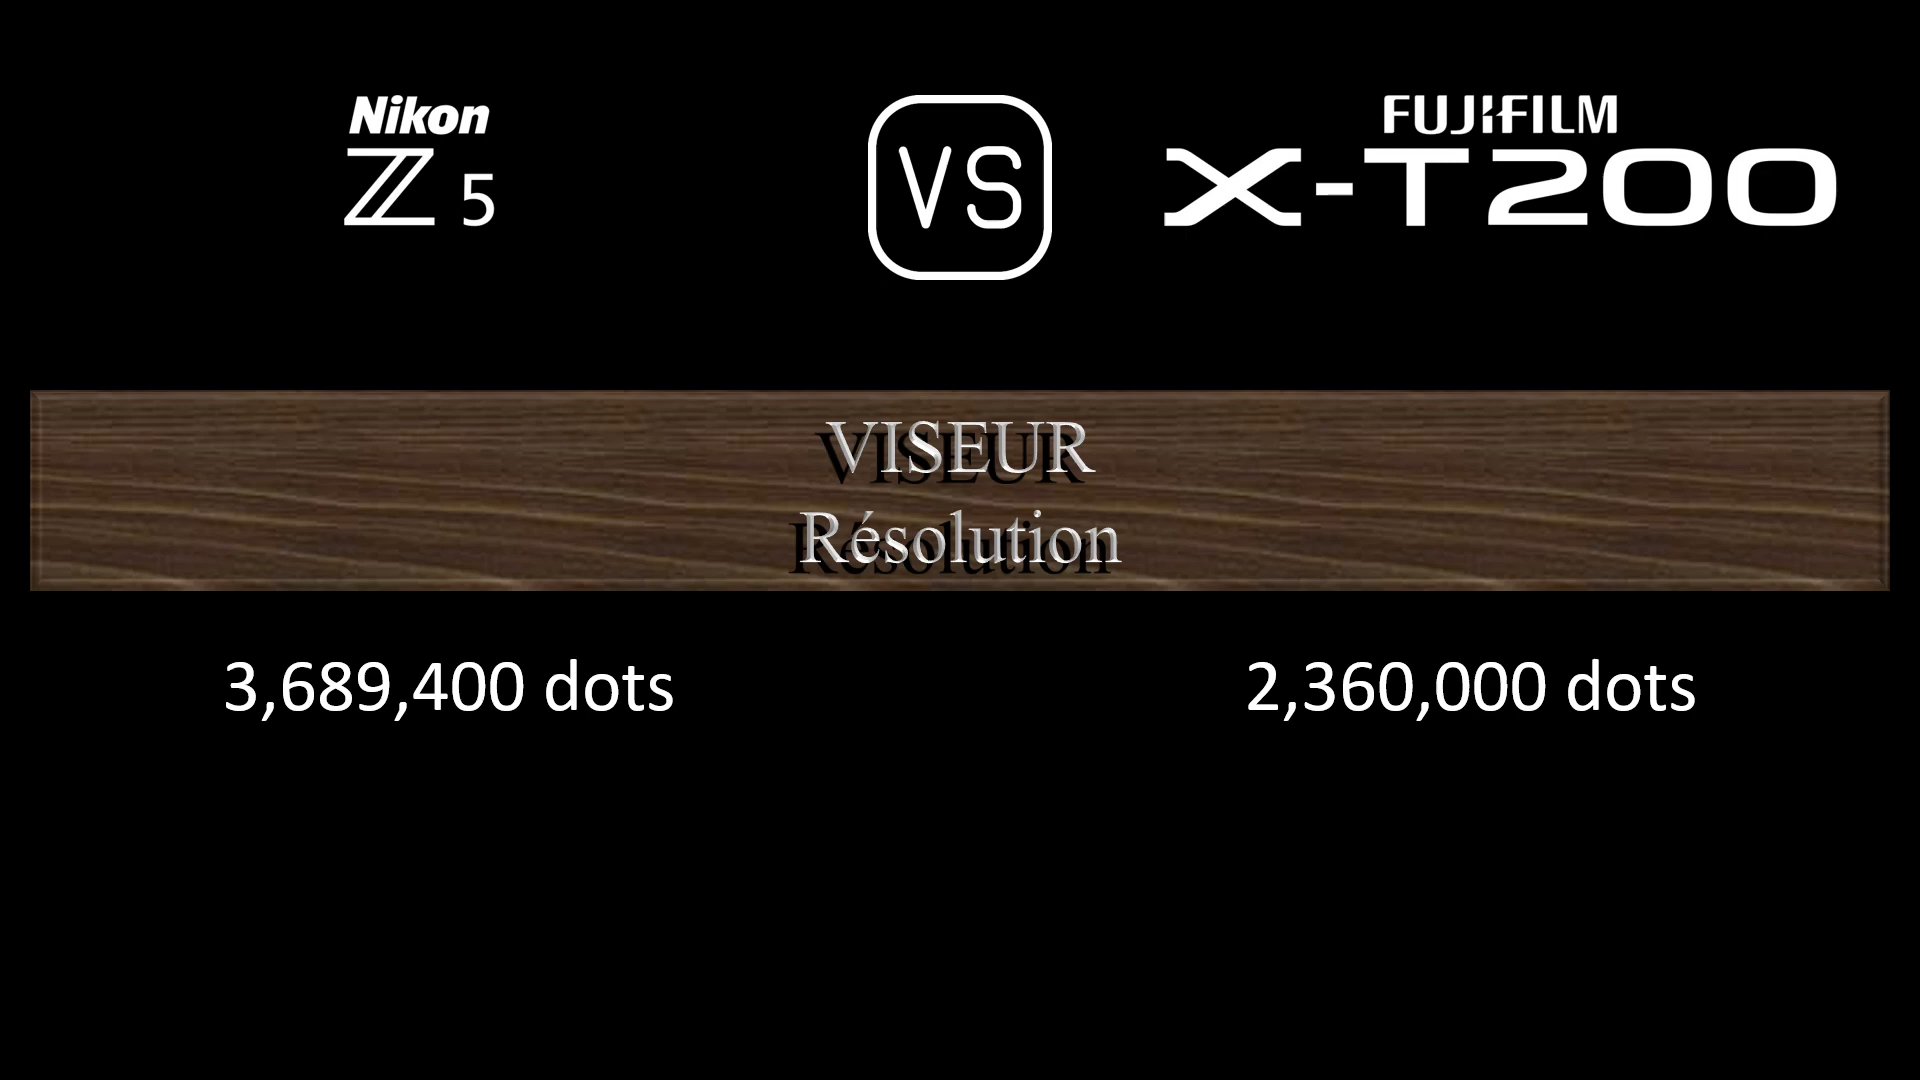 Nikon
Z 5
VS
FUJIFILM
X-T200
VISEUR
Résolution
3,689,400 dots
2,360,000 dots